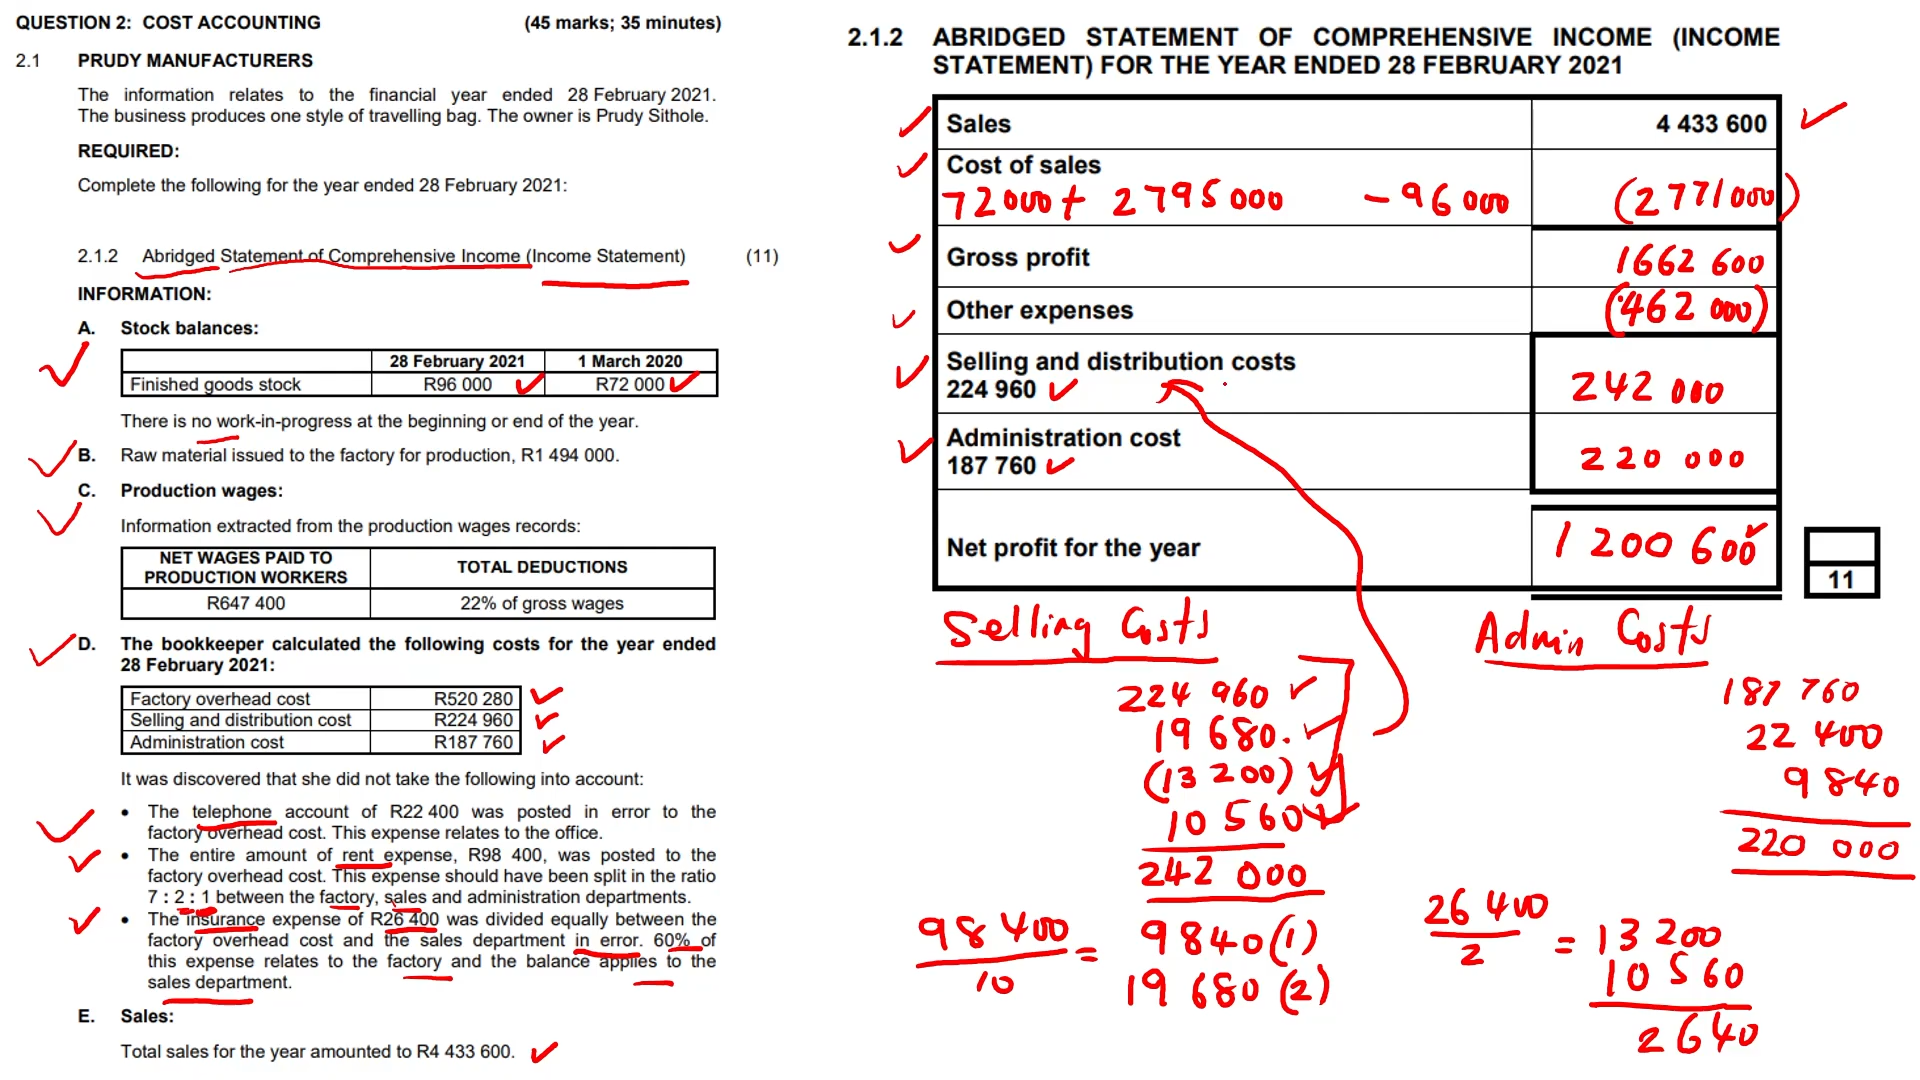 QUESTION 2: COST ACCOUNTING (45 marks; 35 minutes)
2.1 PRUDY MANUFACTURERS
The information relates to the financial year ended 28 February 2021.
The business produces one style of travelling bag. The owner is Prudy Sithole.
REQUIRED:
Complete the following for the year ended 28 February 2021:
2.1.2 Abridged Statement of Comprehensive Income (Income Statement) (11)
INFORMATION:
A. Stock balances:
28 February 2021 1 March 2020
Finished goods stock R96 000 R72 000
There is no work-in-progress at the beginning or end of the year.
B. Raw material issued to the factory for production, R1 494 000.
C. Production wages:
Information extracted from the production wages records:
NET WAGES PAID TO
PRODUCTION WORKERS
TOTAL DEDUCTIONS
R647 400 22% of gross wages
D. The bookkeeper calculated the following costs for the year ended
28 February 2021:
Factory overhead cost R520 280
Selling and distribution cost R224 960
Administration cost R187 760
It was discovered that she did not take the following into account:
• The telephone account of R22 400 was posted in error to the
factory overhead cost. This expense relates to the office.
• The entire amount of rent expense, R98 400, was posted to the
factory overhead cost. This expense should have been split in the ratio
7 : 2 : 1 between the factory, sales and administration departments.
• The insurance expense of R26 400 was divided equally between the
factory overhead cost and the sales department in error. 60% of
this expense relates to the factory and the balance applies to the
sales department.
E. Sales:
Total sales for the year amounted to R4 433 600.
2.1.2 ABRIDGED STATEMENT OF COMPREHENSIVE INCOME (INCOME
STATEMENT) FOR THE YEAR ENDED 28 FEBRUARY 2021
Sales 4 433 600
Cost of sales
72 000 + 2 795 000 - 96 000 (2 771 000)
Gross profit 1 662 600
Other expenses (462 000)
Selling and distribution costs
224 960 242 000
Administration cost
187 760 220 000
Net profit for the year 1 200 600
11
Selling Costs
224 960
19 680.
(13 200)
10 560
242 000
98 400
10
= 9 840 (1)
19 680 (2)
Admin Costs
187 760
22 400
9 840
220 000
26 400
2
= 13 200
10 560
2 640